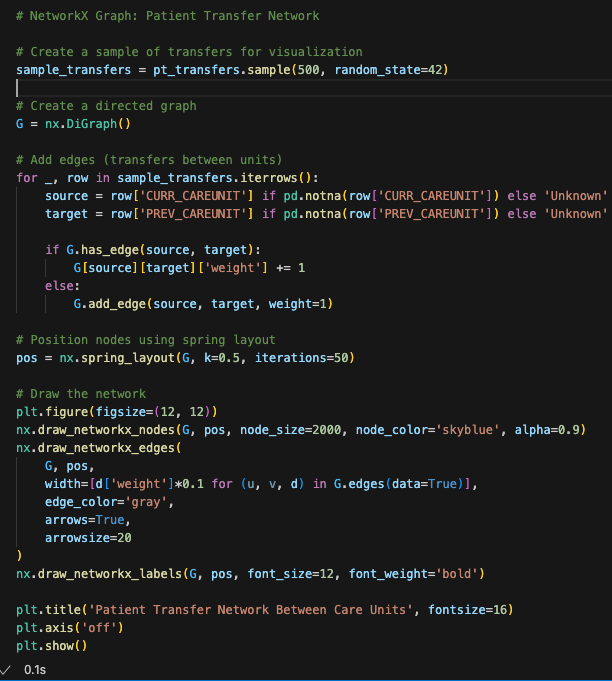 # NetworkX Graph: Patient Transfer Network
# Create a sample of transfers for visualization
sample_transfers = pt_transfers.sample(500, random_state=42)
# Create a directed graph
G = nx.DiGraph()
# Add edges (transfers between units)
for _, row in sample_transfers.iterrows():
    source = row['CURR_CAREUNIT'] if pd.notna(row['CURR_CAREUNIT']) else 'Unknown'
    target = row['PREV_CAREUNIT'] if pd.notna(row['PREV_CAREUNIT']) else 'Unknown'
    if G.has_edge(source, target):
        G[source][target]['weight'] += 1
    else:
        G.add_edge(source, target, weight=1)
# Position nodes using spring layout
pos = nx.spring_layout(G, k=0.5, iterations=50)
# Draw the network
plt.figure(figsize=(12, 12))
nx.draw_networkx_nodes(G, pos, node_size=2000, node_color='skyblue', alpha=0.9)
nx.draw_networkx_edges(
    G, pos,
    width=[d['weight']*0.1 for (u, v, d) in G.edges(data=True)],
    edge_color='gray',
    arrows=True,
    arrowsize=20
)
nx.draw_networkx_labels(G, pos, font_size=12, font_weight='bold')
plt.title('Patient Transfer Network Between Care Units', fontsize=16)
plt.axis('off')
plt.show()
✓ 0.1s